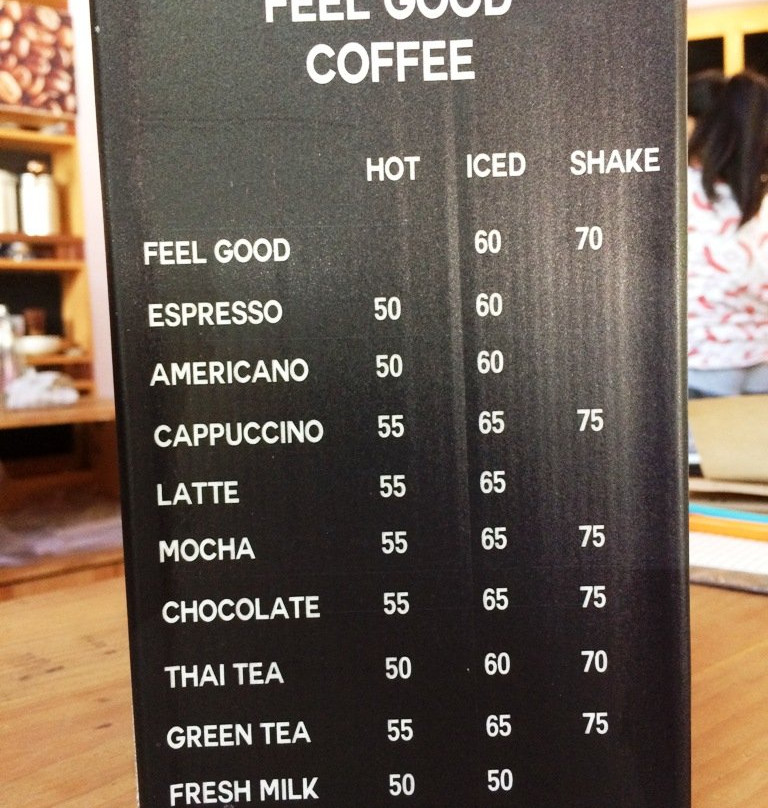 FEEL GOOD
COFFEE
HOT ICED SHAKE
FEEL GOOD 60 70
ESPRESSO 50 60
AMERICANO 50 60
CAPPUCCINO 55 65 75
LATTE 55 65
MOCHA 55 65 75
CHOCOLATE 55 65 75
THAI TEA 50 60 70
GREEN TEA 55 65 75
FRESH MILK 50 50